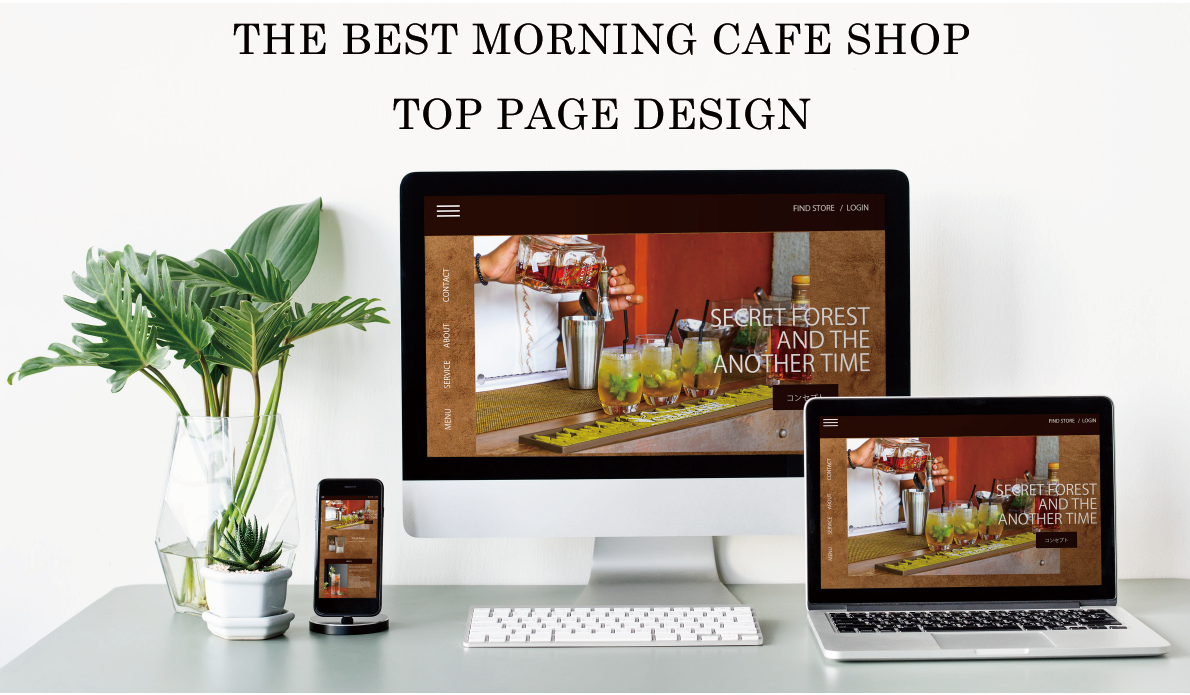 THE BEST MORNING CAFE SHOP
TOP PAGE DESIGN
FIND STORE / LOGIN
CONTACT
ABOUT
SERVICE
MENU
SECRET FOREST
AND THE
ANOTHER TIME
コンセプト
FIND STORE / LOGIN
CONTACT
ABOUT
SERVICE
MENU
SECRET FOREST
AND THE
ANOTHER TIME
コンセプト